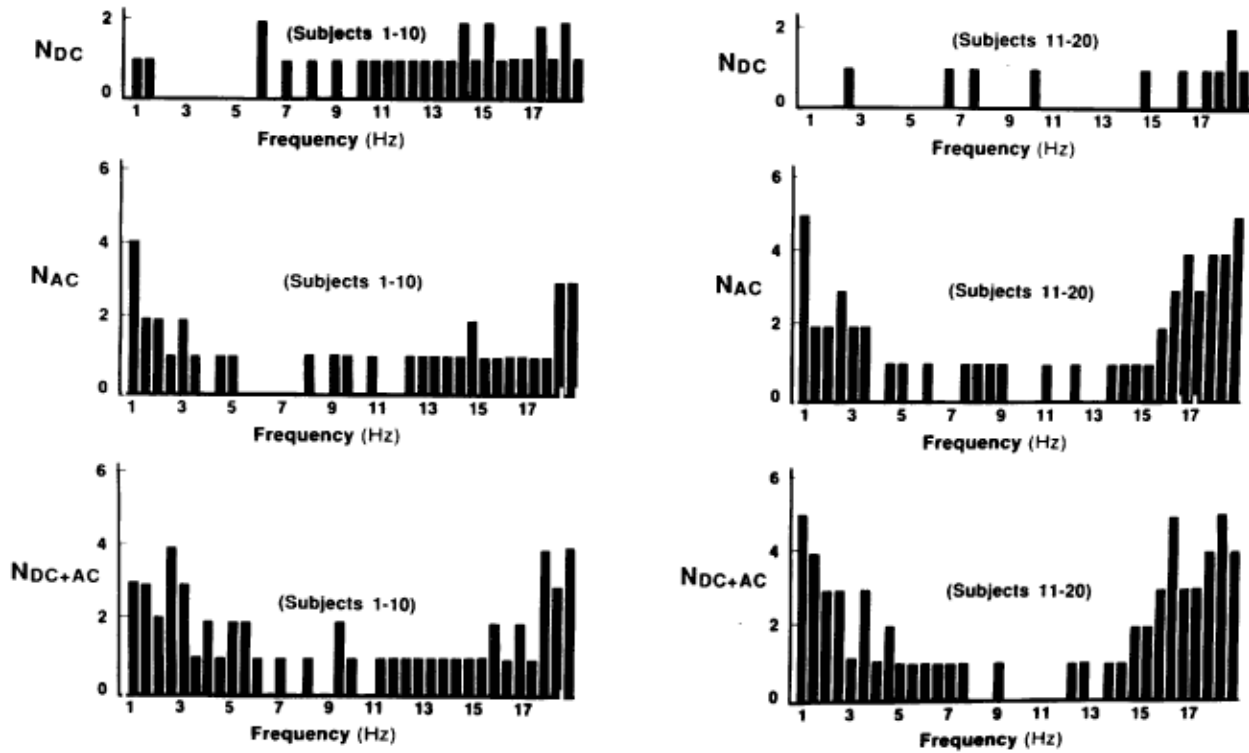 2
NDC
(Subjects 1-10)
0
1 3 5 7 9 11 13 15 17
Frequency (Hz)
2
NDC
(Subjects 11-20)
0
1 3 5 7 9 11 13 15 17
Frequency (Hz)
6
4
NAC
(Subjects 1-10)
2
0
1 3 5 7 9 11 13 15 17
Frequency (Hz)
6
4
NAC
(Subjects 11-20)
2
0
1 3 5 7 9 11 13 15 17
Frequency (Hz)
6
4
NDC+AC
(Subjects 1-10)
2
0
1 3 5 7 9 11 13 15 17
Frequency (Hz)
6
4
NDC+AC
(Subjects 11-20)
2
0
1 3 5 7 9 11 13 15 17
Frequency (Hz)